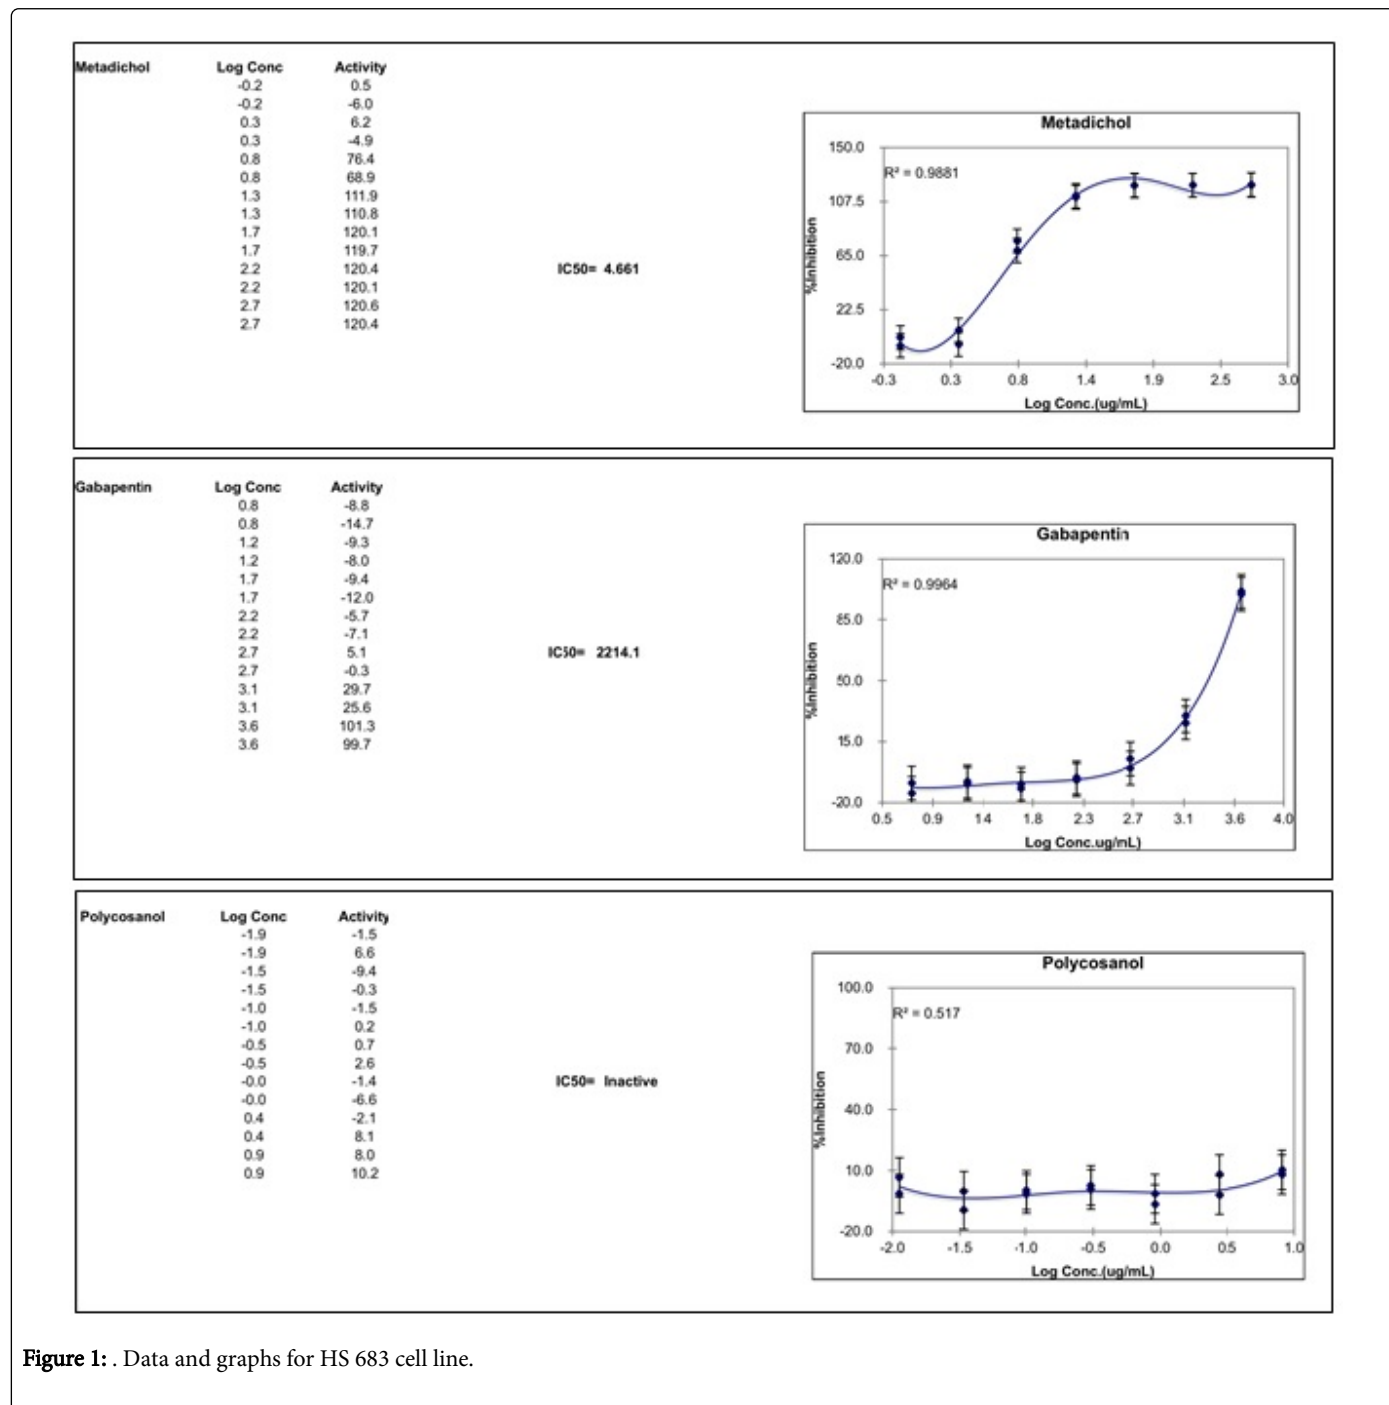 Metadichol Log Conc Activity
-0.2 0.5
-0.2 -6.0
0.3 6.2
0.3 -4.9
0.8 76.4
0.8 68.9
1.3 111.9
1.3 110.8
1.7 120.1
1.7 119.7
2.2 120.4
2.2 120.1
2.7 120.6
2.7 120.4
IC50= 4.661
Metadichol
150.0
R² = 0.9881
107.5
65.0
22.5
-20.0
%Inhibition
-0.3 0.3 0.8 1.4 1.9 2.5 3.0
Log Conc.(ug/mL)
Gabapentin Log Conc Activity
0.8 -8.8
0.8 -14.7
1.2 -9.3
1.2 -8.0
1.7 -9.4
1.7 -12.0
2.2 -5.7
2.2 -7.1
2.7 5.1
2.7 -0.3
3.1 29.7
3.1 25.6
3.6 101.3
3.6 99.7
IC50= 2214.1
Gabapentin
120.0
R² = 0.9964
85.0
50.0
15.0
-20.0
%Inhibition
0.5 0.9 14 1.8 2.3 2.7 3.1 3.6 4.0
Log Conc.ug/mL)
Polycosanol Log Conc Activity
-1.9 -1.5
-1.9 6.6
-1.5 -9.4
-1.5 -0.3
-1.0 -1.5
-1.0 0.2
-0.5 0.7
-0.5 2.6
-0.0 -1.4
-0.0 -6.6
0.4 -2.1
0.4 8.1
0.9 8.0
0.9 10.2
IC50= Inactive
Polycosanol
100.0
R² = 0.517
70.0
40.0
10.0
-20.0
%Inhibition
-2.0 -1.5 -1.0 -0.5 0.0 0.5 1.0
Log Conc.(ug/mL)
Figure 1: . Data and graphs for HS 683 cell line.